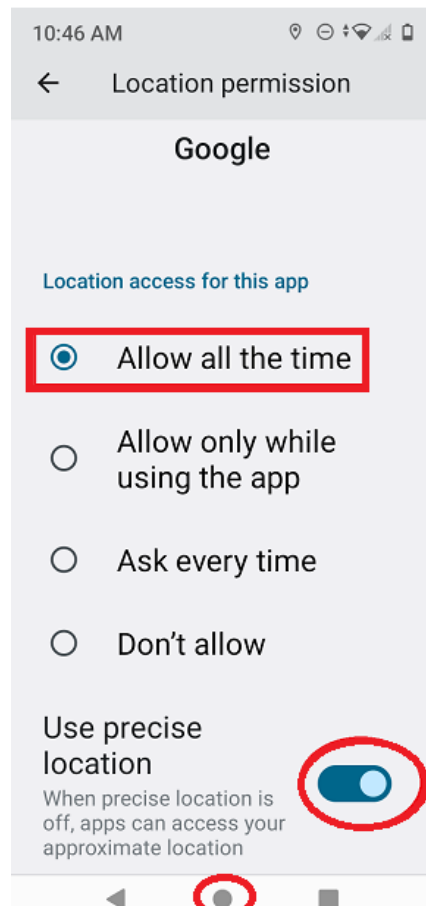 10:46 AM
Location permission
Google
Location access for this app
Allow all the time
Allow only while
using the app
Ask every time
Don't allow
Use precise
location
When precise location is
off, apps can access your
approximate location